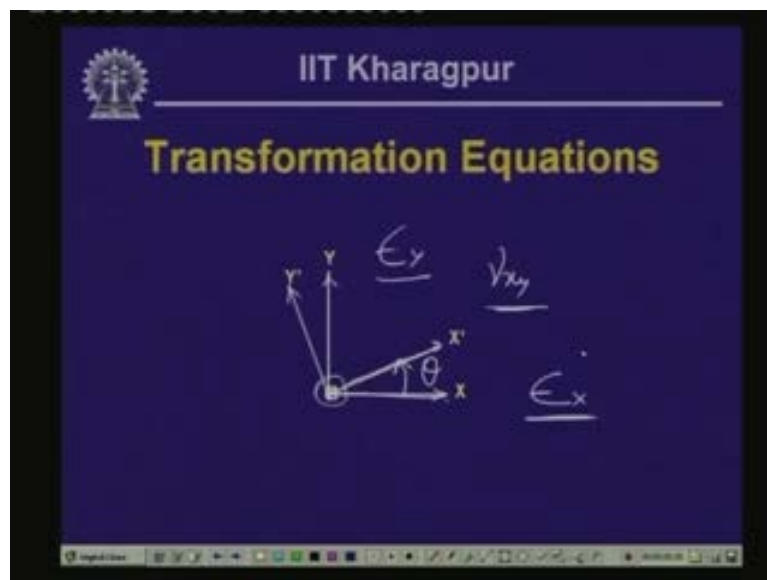 IIT Kharagpur
Transformation Equations
Y' Y ϵy γxy
X'
θ
X ϵx